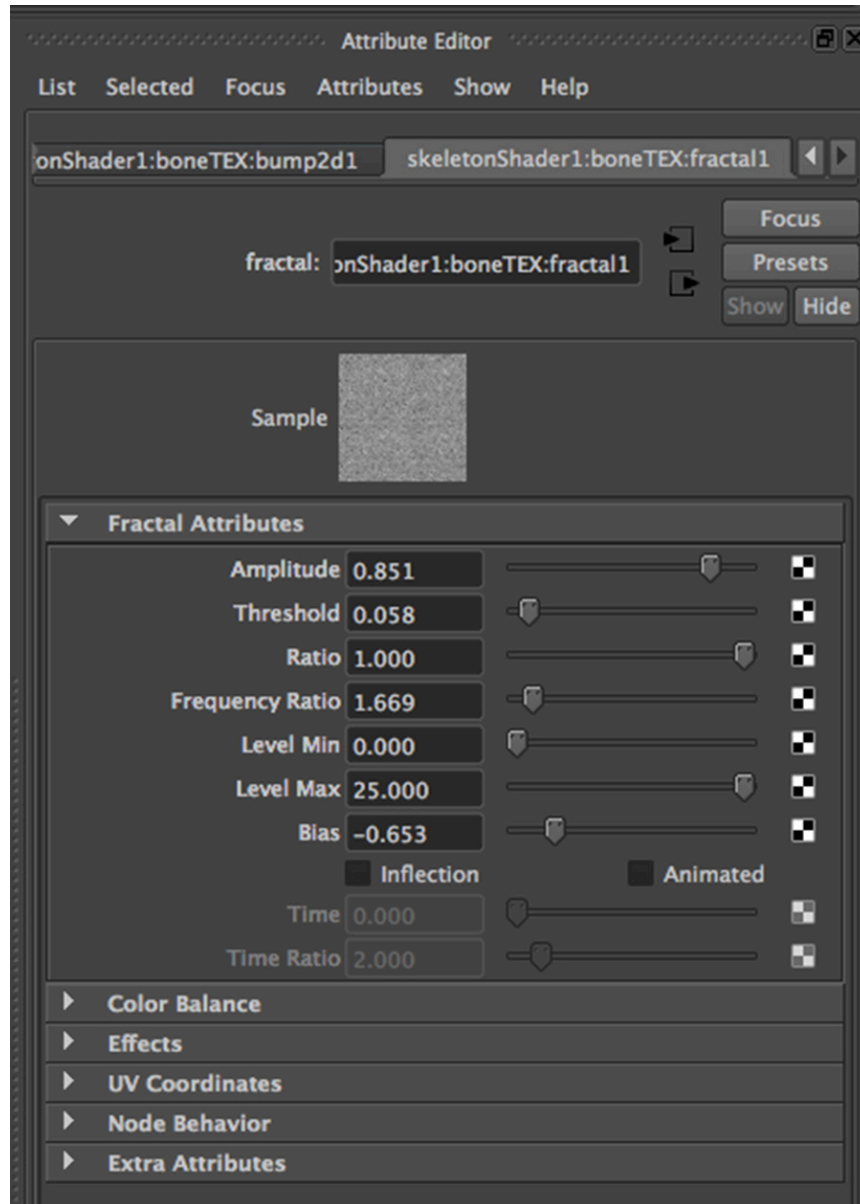 Attribute Editor
List Selected Focus Attributes Show Help
onShader1:boneTEX:bump2d1 skeletonShader1:boneTEX:fractal1
Focus
fractal: onShader1:boneTEX:fractal1
Presets
Show Hide
Sample
Fractal Attributes
Amplitude 0.851
Threshold 0.058
Ratio 1.000
Frequency Ratio 1.669
Level Min 0.000
Level Max 25.000
Bias -0.653
Inflection Animated
Time 0.000
Time Ratio 2.000
Color Balance
Effects
UV Coordinates
Node Behavior
Extra Attributes